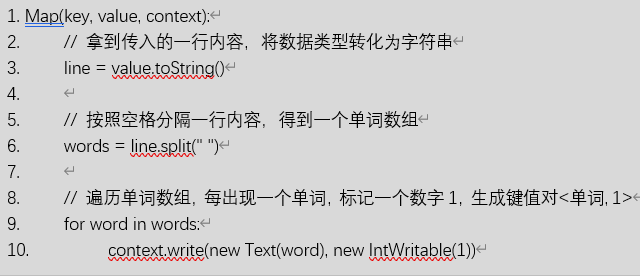 1. Map(key, value, context):↵
2. // 拿到传入的一行内容，将数据类型转化为字符串↵
3. line = value.toString()↵
4. ↵
5. // 按照空格分隔一行内容，得到一个单词数组↵
6. words = line.split(" ")↵
7. ↵
8. // 遍历单词数组, 每出现一个单词, 标记一个数字 1, 生成键值对<单词, 1>↵
9. for word in words:↵
10. context.write(new Text(word), new IntWritable(1))↵